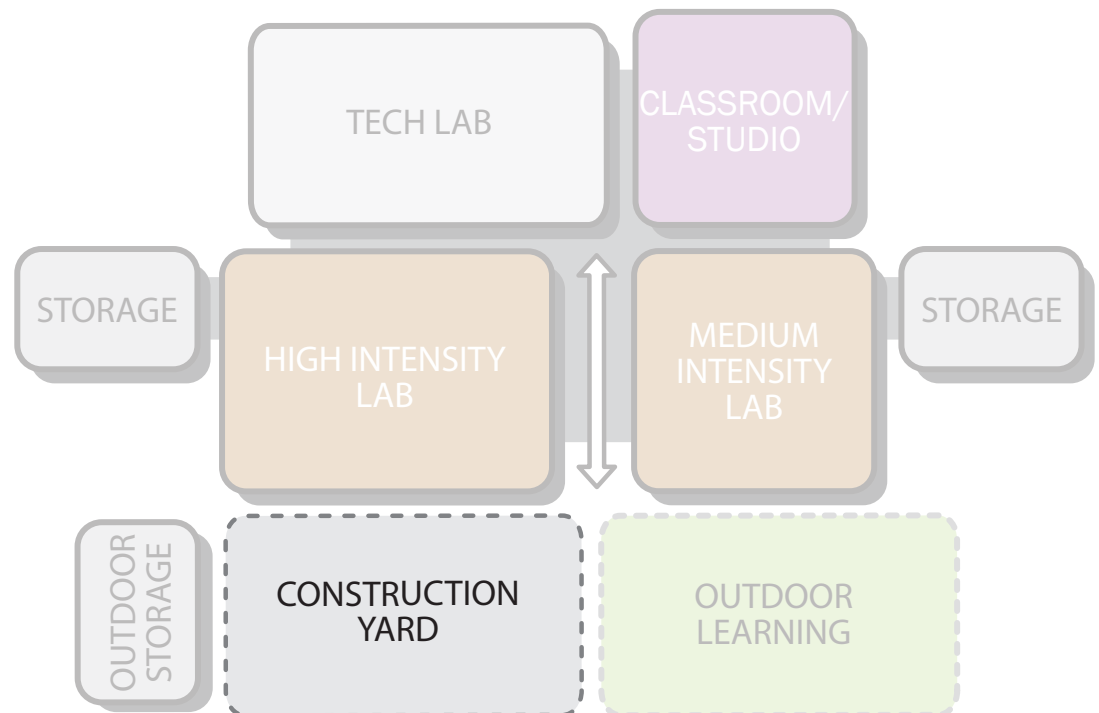 TECH LAB
CLASSROOM/
STUDIO
STORAGE
HIGH INTENSITY
LAB
MEDIUM
INTENSITY
LAB
STORAGE
OUTDOOR
STORAGE
CONSTRUCTION
YARD
OUTDOOR
LEARNING